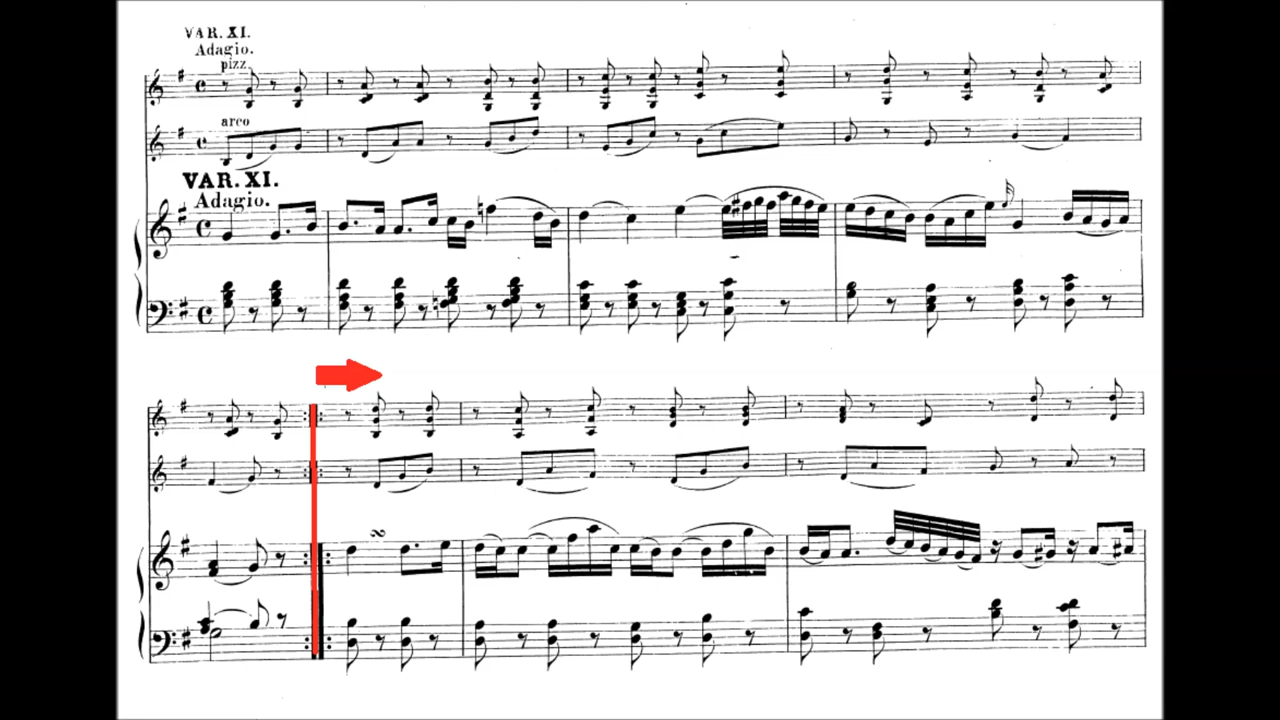 VAR. XI.
Adagio.
pizz.
arco
VAR. XI.
Adagio.